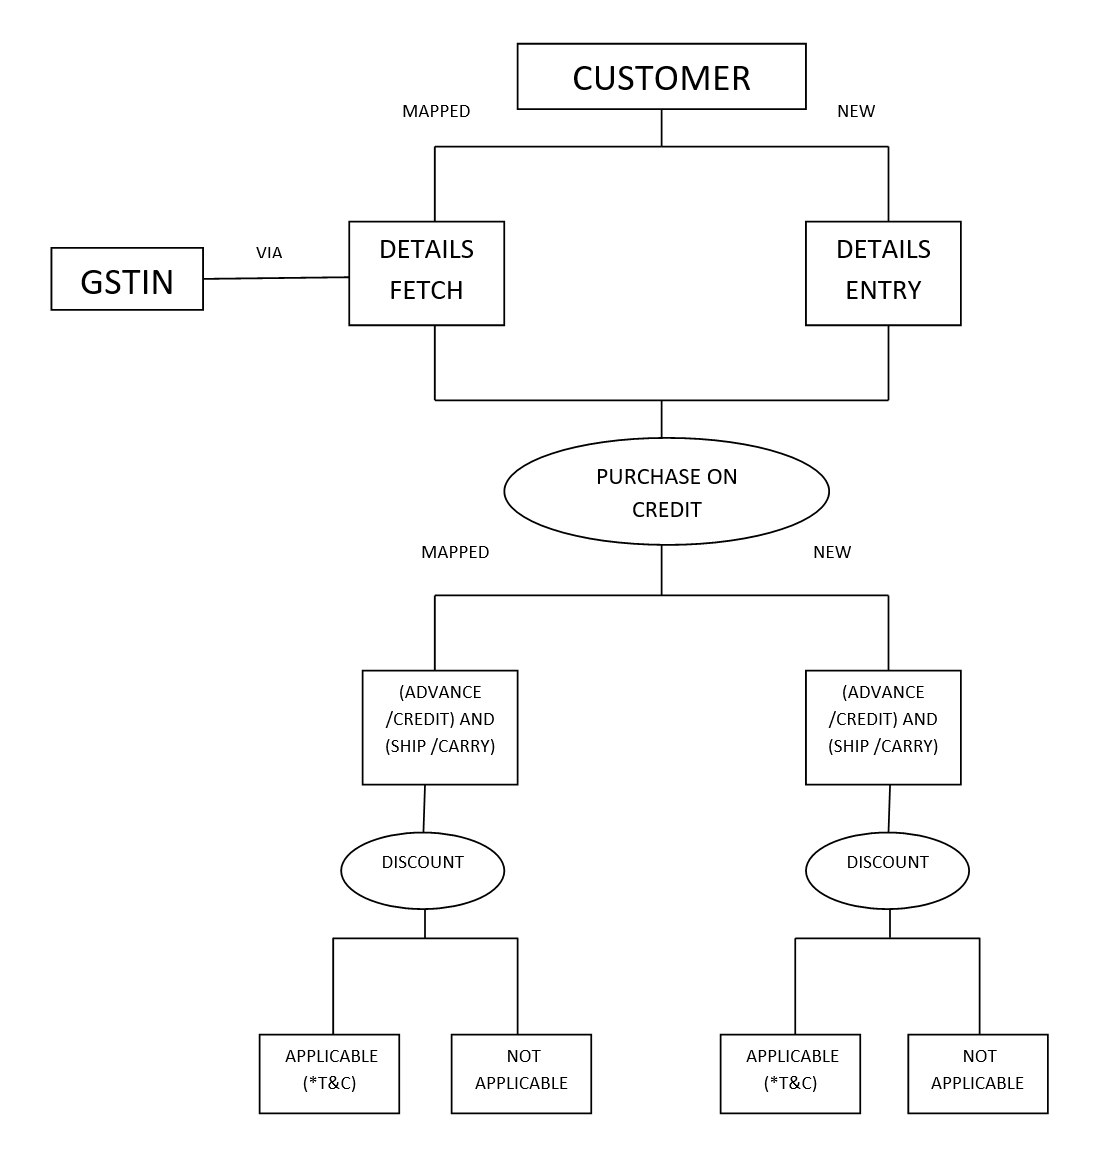 CUSTOMER
MAPPED
NEW
DETAILS
FETCH
DETAILS
ENTRY
GSTIN
VIA
PURCHASE ON
CREDIT
MAPPED
NEW
(ADVANCE
/CREDIT) AND
(SHIP /CARRY)
(ADVANCE
/CREDIT) AND
(SHIP /CARRY)
DISCOUNT
DISCOUNT
APPLICABLE
(*T&C)
NOT
APPLICABLE
APPLICABLE
(*T&C)
NOT
APPLICABLE